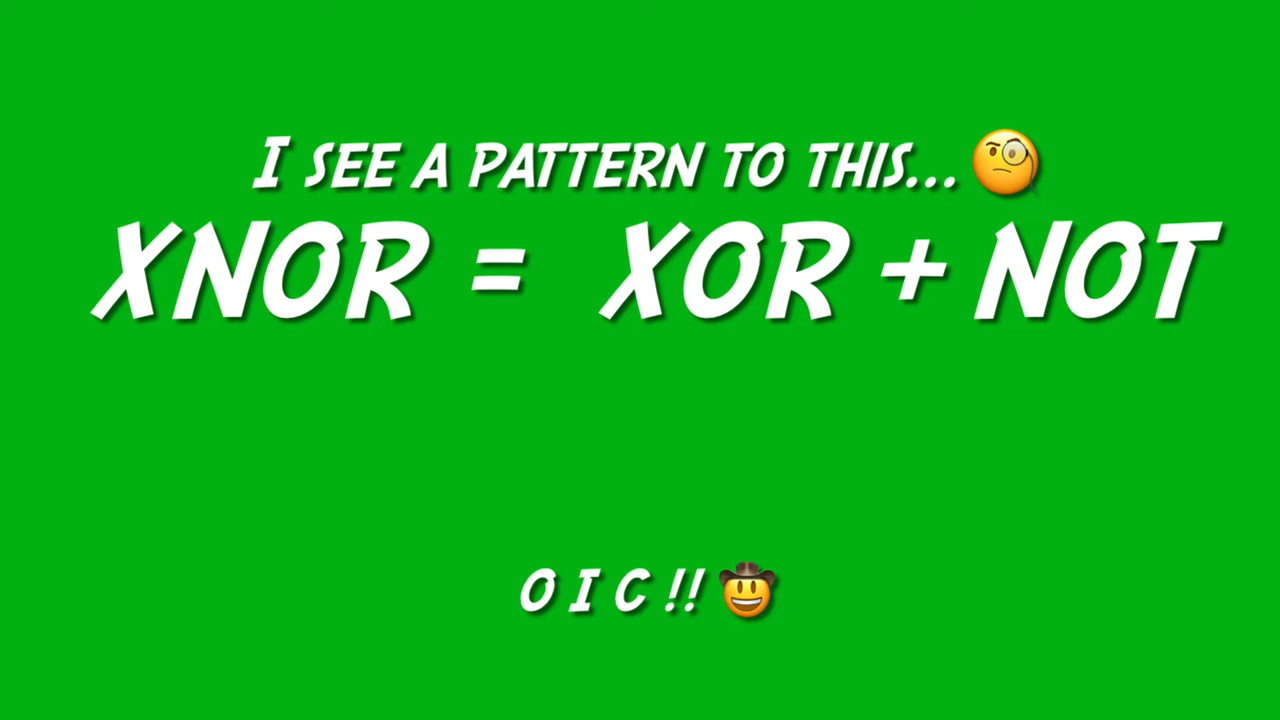 I SEE A PATTERN TO THIS...🧐
XNOR = XOR + NOT
O I C !! 🤠